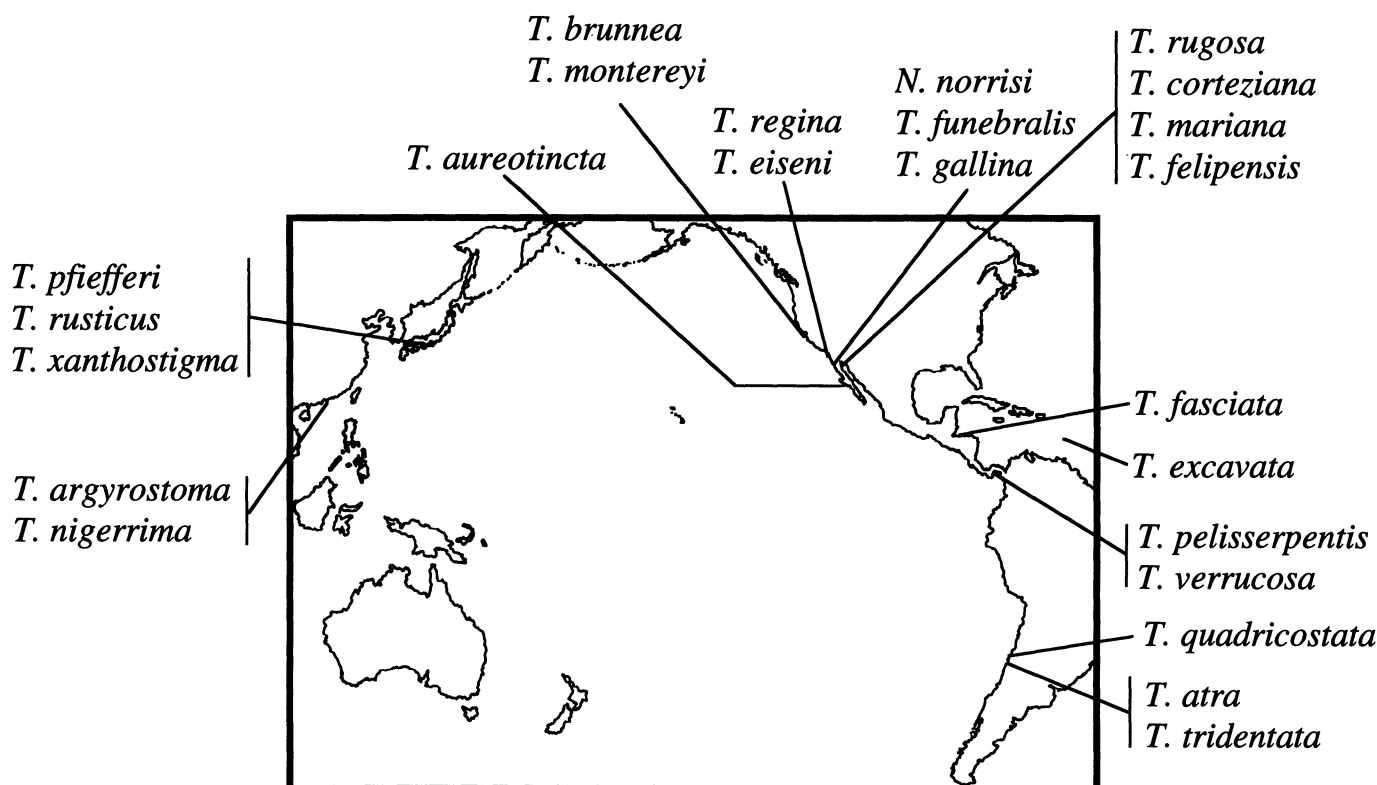 T. brunnea
T. montereyi
T. rugosa
T. corteziana
T. mariana
T. felipensis
N. norrisi
T. funebralis
T. gallina
T. regina
T. eiseni
T. aureotincta
T. pfiefferi
T. rusticus
T. xanthostigma
T. fasciata
T. excavata
T. argyrostoma
T. nigerrima
T. pelisserpentis
T. verrucosa
T. quadricostata
T. atra
T. tridentata